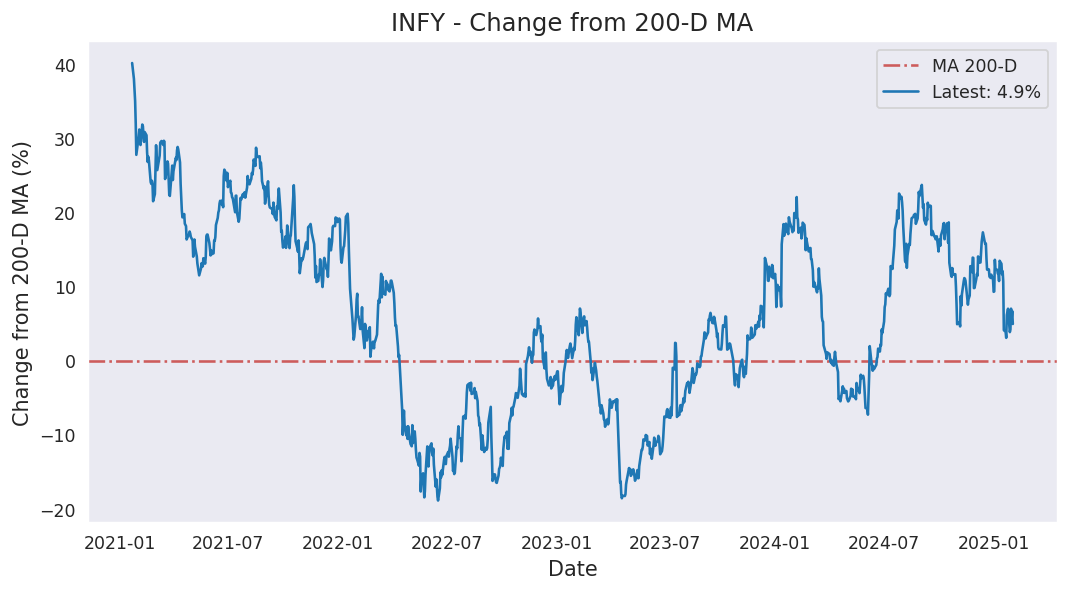 INFY - Change from 200-D MA
MA 200-D
Latest: 4.9%
Change from 200-D MA (%)
40
30
20
10
0
−10
−20
2021-01 2021-07 2022-01 2022-07 2023-01 2023-07 2024-01 2024-07 2025-01
Date